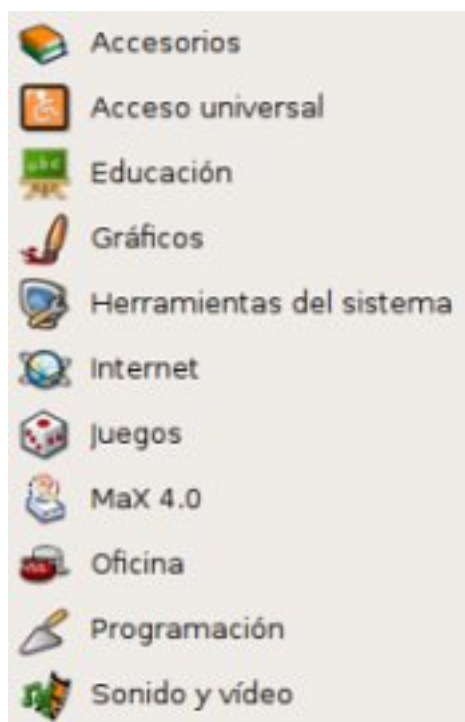 Accesorios
Acceso universal
Educación
Gráficos
Herramientas del sistema
Internet
Juegos
MaX 4.0
Oficina
Programación
Sonido y vídeo